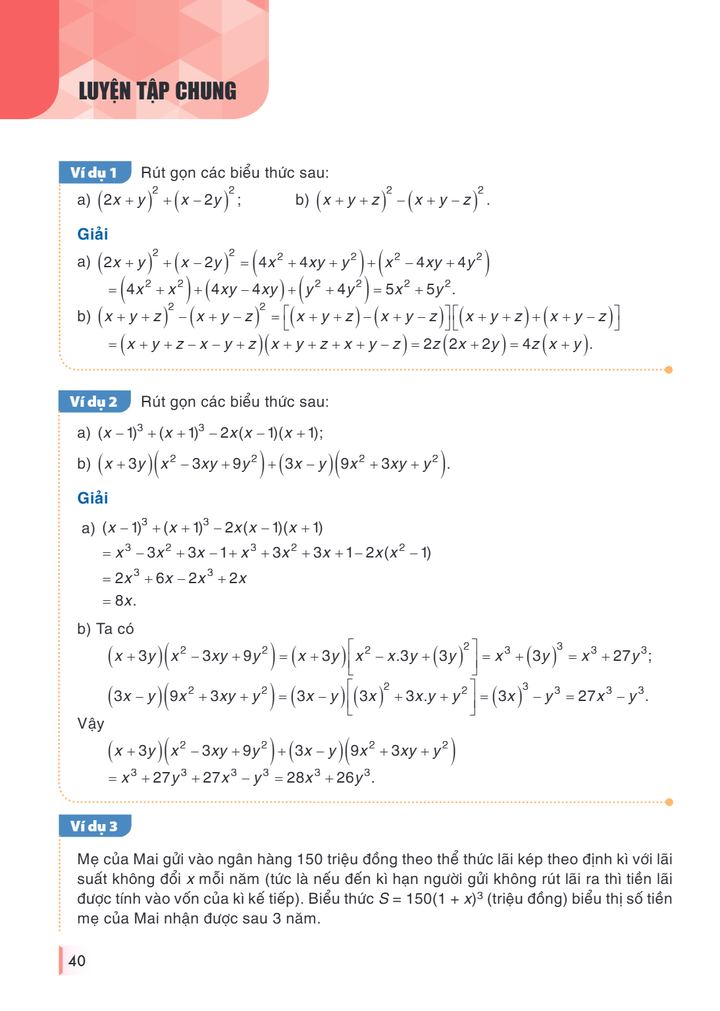 LUYỆN TẬP CHUNG
Ví dụ 1 Rút gọn các biểu thức sau:
a) (2x + y)² + (x − 2y)²; b) (x + y + z)² − (x + y − z)².
Giải
a) (2x + y)² + (x − 2y)² = (4x² + 4xy + y²) + (x² − 4xy + 4y²)
= (4x² + x²) + (4xy − 4xy) + (y² + 4y²) = 5x² + 5y².
b) (x + y + z)² − (x + y − z)² = [(x + y + z) − (x + y − z)][(x + y + z) + (x + y − z)]
= (x + y + z − x − y + z)(x + y + z + x + y − z) = 2z(2x + 2y) = 4z(x + y).
Ví dụ 2 Rút gọn các biểu thức sau:
a) (x − 1)³ + (x + 1)³ − 2x(x − 1)(x + 1);
b) (x + 3y)(x² − 3xy + 9y²) + (3x − y)(9x² + 3xy + y²).
Giải
a) (x − 1)³ + (x + 1)³ − 2x(x − 1)(x + 1)
= x³ − 3x² + 3x − 1 + x³ + 3x² + 3x + 1 − 2x(x² − 1)
= 2x³ + 6x − 2x³ + 2x
= 8x.
b) Ta có
(x + 3y)(x² − 3xy + 9y²) = (x + 3y)[x² − x.3y + (3y)²] = x³ + (3y)³ = x³ + 27y³;
(3x − y)(9x² + 3xy + y²) = (3x − y)[(3x)² + 3x.y + y²] = (3x)³ − y³ = 27x³ − y³.
Vậy
(x + 3y)(x² − 3xy + 9y²) + (3x − y)(9x² + 3xy + y²)
= x³ + 27y³ + 27x³ − y³ = 28x³ + 26y³.
Ví dụ 3
Mẹ của Mai gửi vào ngân hàng 150 triệu đồng theo thể thức lãi kép theo định kì với lãi
suất không đổi x mỗi năm (tức là nếu đến kì hạn người gửi không rút lãi ra thì tiền lãi
được tính vào vốn của kì kế tiếp). Biểu thức S = 150(1 + x)³ (triệu đồng) biểu thị số tiền
mẹ của Mai nhận được sau 3 năm.
40